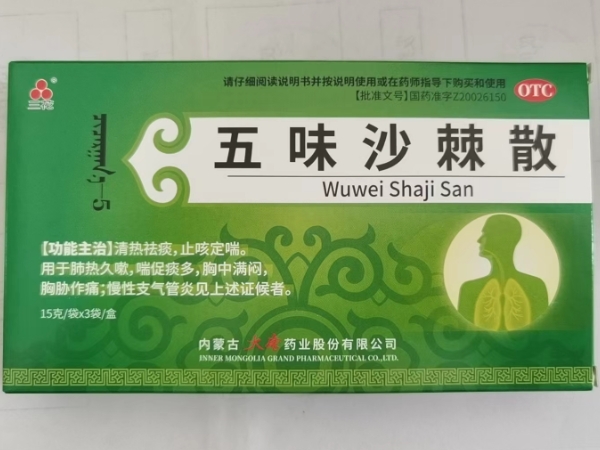 三花
请仔细阅读说明书并按说明使用或在药师指导下购买和使用
【批准文号】国药准字Z20026150
OTC
五味沙棘散
Wuwei Shaji San
-5
【功能主治】清热祛痰,止咳定喘。
用于肺热久嗽,喘促痰多,胸中满闷,
胸胁作痛;慢性支气管炎见上述证候者。
15克/袋x3袋/盒
内蒙古大唐药业股份有限公司
INNER MONGOLIA GRAND PHARMACEUTICAL CO.,LTD.